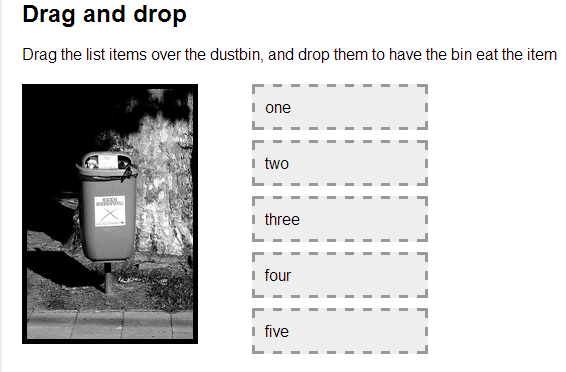 Drag and drop
Drag the list items over the dustbin, and drop them to have the bin eat the item
one
two
three
four
five